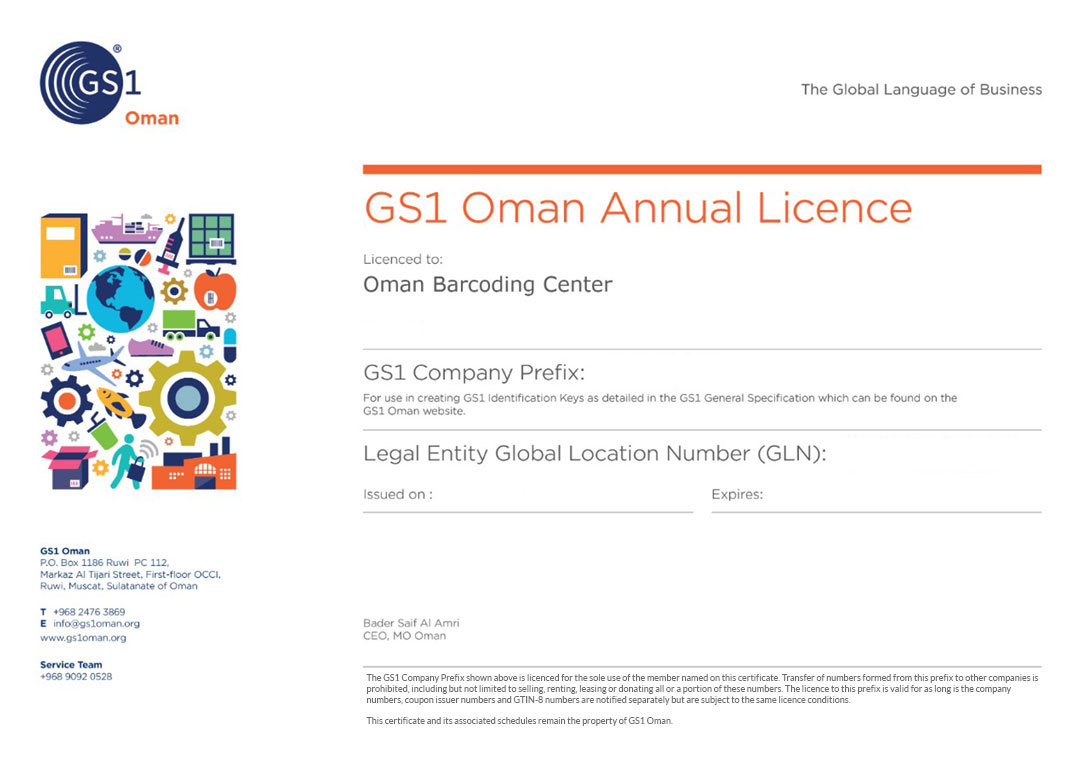 GS1
®
Oman
The Global Language of Business
GS1 Oman Annual Licence
Licenced to:
Oman Barcoding Center
GS1 Company Prefix:
For use in creating GS1 Identification Keys as detailed in the GS1 General Specification which can be found on the
GS1 Oman website.
Legal Entity Global Location Number (GLN):
Issued on :
Expires:
GS1 Oman
P.O. Box 1186 Ruwi PC 112,
Markaz Al Tijari Street, First-floor OCCI,
Ruwi, Muscat, Sulatanate of Oman
T +968 2476 3869
E info@gs1oman.org
www.gs1oman.org
Service Team
+968 9092 0528
Bader Saif Al Amri
CEO, MO Oman
The GS1 Company Prefix shown above is licenced for the sole use of the member named on this certificate. Transfer of numbers formed from this prefix to other companies is
prohibited, including but not limited to selling, renting, leasing or donating all or a portion of these numbers. The licence to this prefix is valid for as long is the company
numbers, coupon issuer numbers and GTIN-8 numbers are notified separately but are subject to the same licence conditions.
This certificate and its associated schedules remain the property of GS1 Oman.